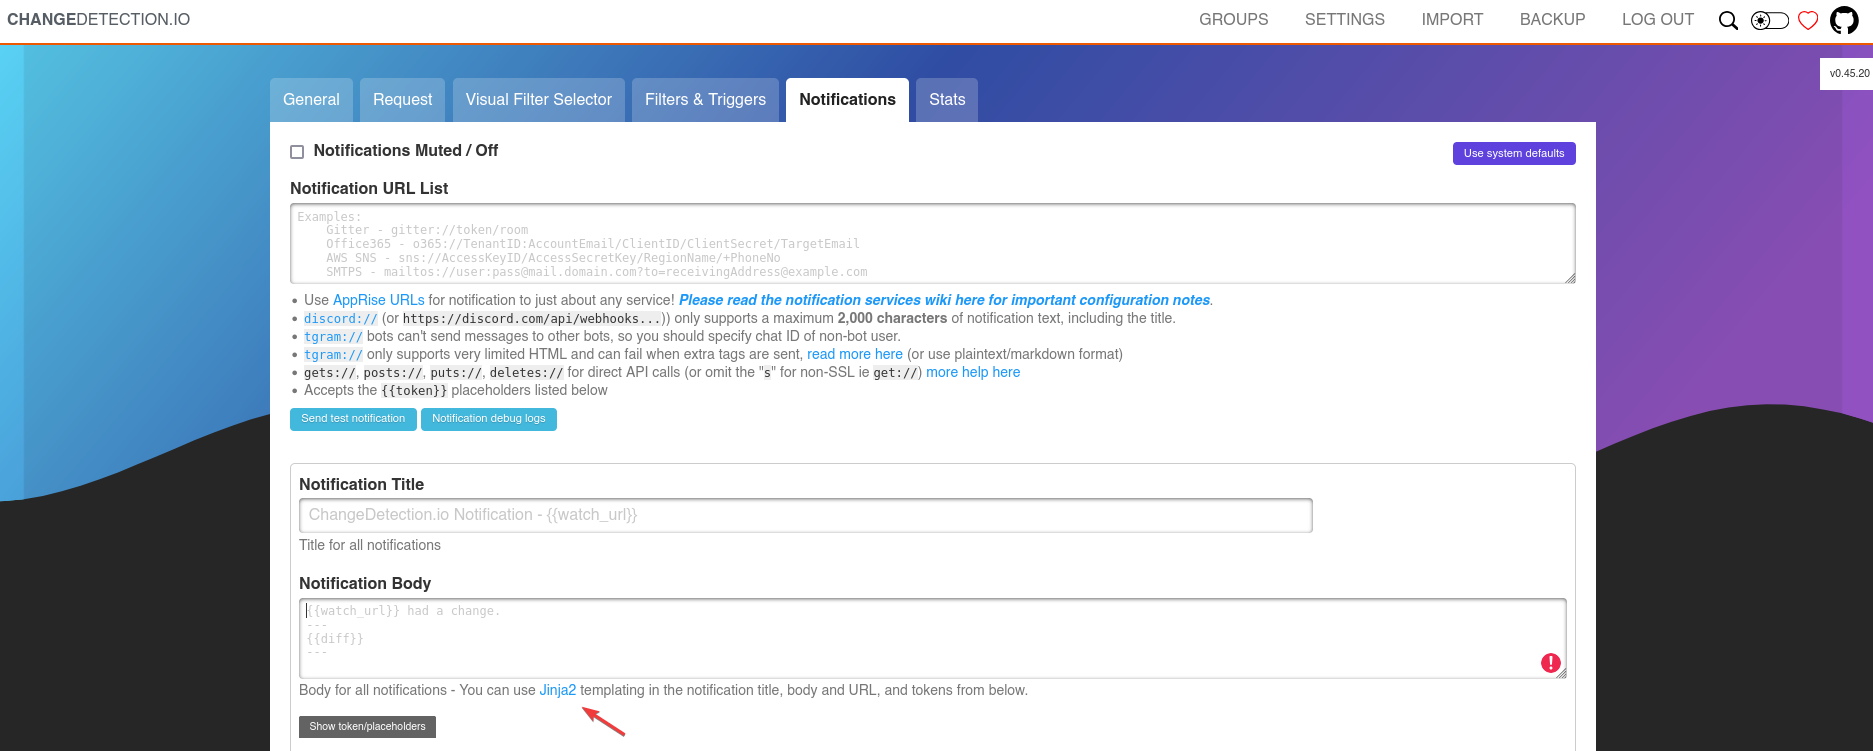 CHANGEDETECTION.IO GROUPS SETTINGS IMPORT BACKUP LOG OUT
v0.45.20
General Request Visual Filter Selector Filters & Triggers Notifications Stats
Notifications Muted / Off
Use system defaults
Notification URL List
Examples:
Gitter - gitter://token/room
Office365 - o365://TenantID:AccountEmail/ClientID/ClientSecret/TargetEmail
AWS SNS - sns://AccessKeyID/AccessSecretKey/RegionName/+PhoneNo
SMTPS - mailtos://user:pass@mail.domain.com?to=receivingAddress@example.com
• Use AppRise URLs for notification to just about any service! Please read the notification services wiki here for important configuration notes.
• discord:// (or https://discord.com/api/webhooks...)) only supports a maximum 2,000 characters of notification text, including the title.
• tgram:// bots can't send messages to other bots, so you should specify chat ID of non-bot user.
• tgram:// only supports very limited HTML and can fail when extra tags are sent, read more here (or use plaintext/markdown format)
• gets://, posts://, puts://, deletes:// for direct API calls (or omit the "s" for non-SSL ie get://) more help here
• Accepts the {{token}} placeholders listed below
Send test notification Notification debug logs
Notification Title
ChangeDetection.io Notification - {{watch_url}}
Title for all notifications
Notification Body
{{watch_url}} had a change.
---
{{diff}}
---
Body for all notifications - You can use Jinja2 templating in the notification title, body and URL, and tokens from below.
Show token/placeholders